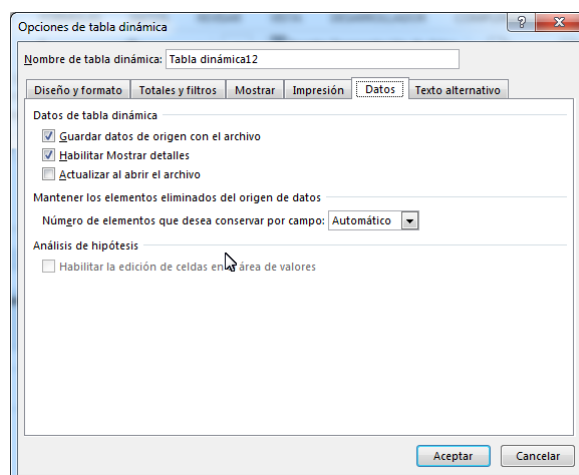 Opciones de tabla dinámica
?
X
Nombre de tabla dinámica: Tabla dinámica12
Diseño y formato Totales y filtros Mostrar Impresión Datos Texto alternativo
Datos de tabla dinámica
Guardar datos de origen con el archivo
Habilitar Mostrar detalles
Actualizar al abrir el archivo
Mantener los elementos eliminados del origen de datos
Número de elementos que desea conservar por campo: Automático
Análisis de hipótesis
Habilitar la edición de celdas en área de valores
Aceptar Cancelar